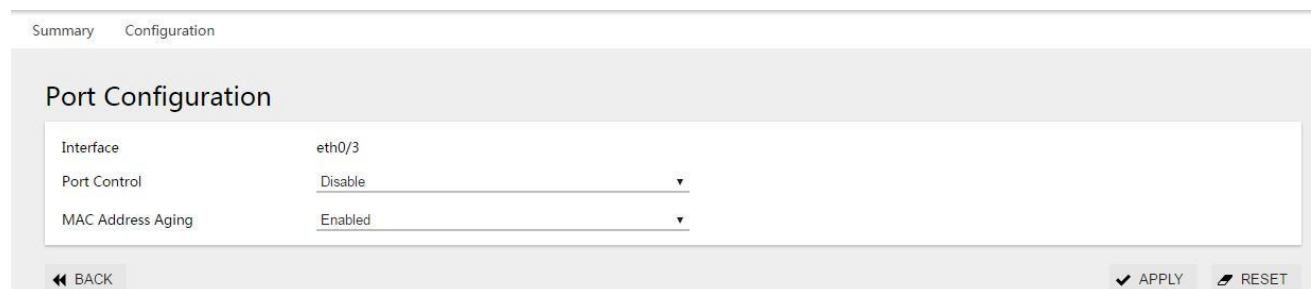 Summary Configuration
Port Configuration
Interface eth0/3
Port Control Disable
MAC Address Aging Enabled
BACK APPLY RESET